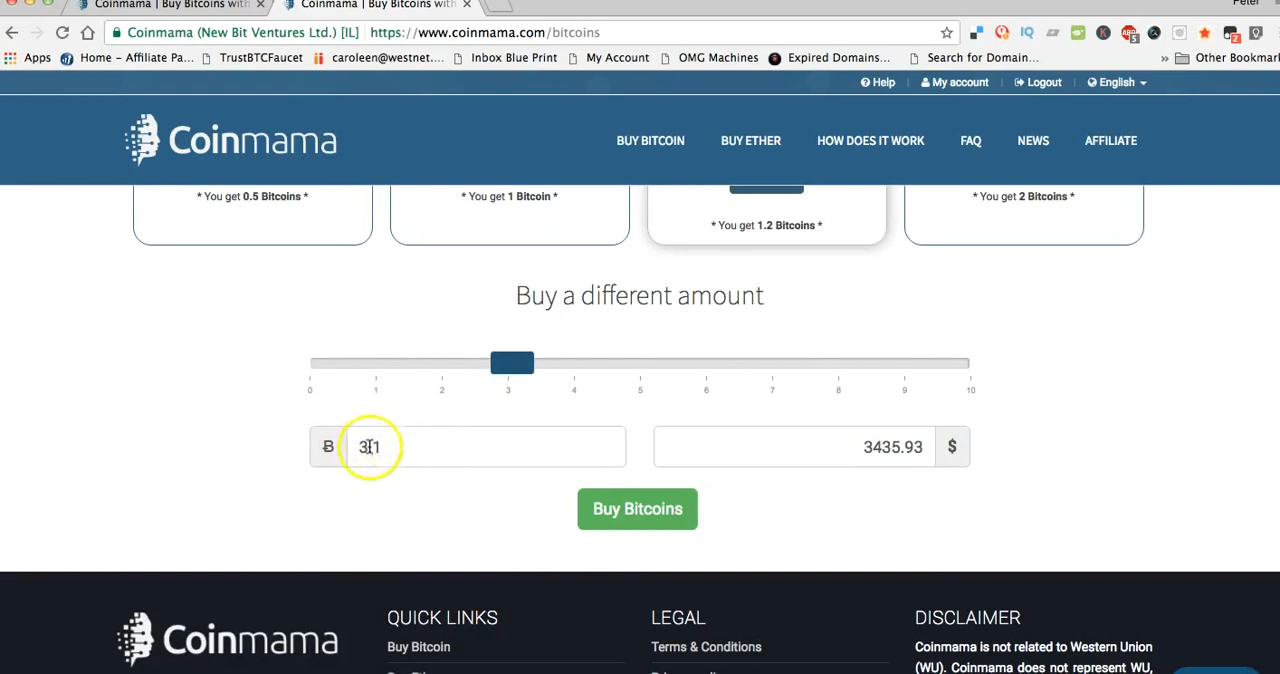 Coinmama | Buy Bitcoins with
Coinmama | Buy Bitcoins with
Peter
Coinmama (New Bit Ventures Ltd.) [IL]
https://www.coinmama.com/bitcoins
Apps
Home – Affiliate Pa...
TrustBTCFaucet
caroleen@westnet....
Inbox Blue Print
My Account
OMG Machines
Expired Domains...
Search for Domain...
»
Other Bookmark
Help
My account
Logout
English
Coinmama
BUY BITCOIN
BUY ETHER
HOW DOES IT WORK
FAQ
NEWS
AFFILIATE
* You get 0.5 Bitcoins *
* You get 1 Bitcoin *
* You get 1.2 Bitcoins *
* You get 2 Bitcoins *
Buy a different amount
0 1 2 3 4 5 6 7 8 9 10
3.1
3435.93 $
Buy Bitcoins
Coinmama
QUICK LINKS
Buy Bitcoin
LEGAL
Terms & Conditions
DISCLAIMER
Coinmama is not related to Western Union
(WU). Coinmama does not represent WU,